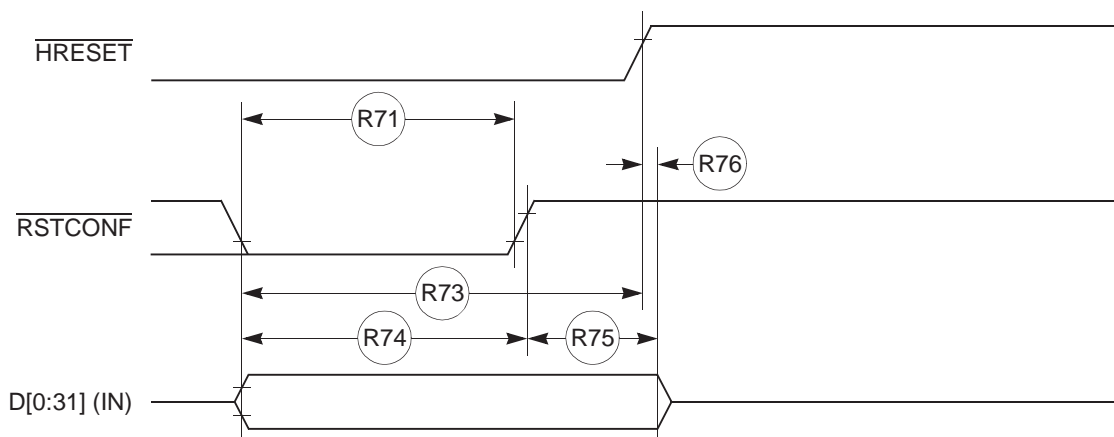 HRESET
R71
R76
RSTCONF
R73
R74
R75
D[0:31] (IN)